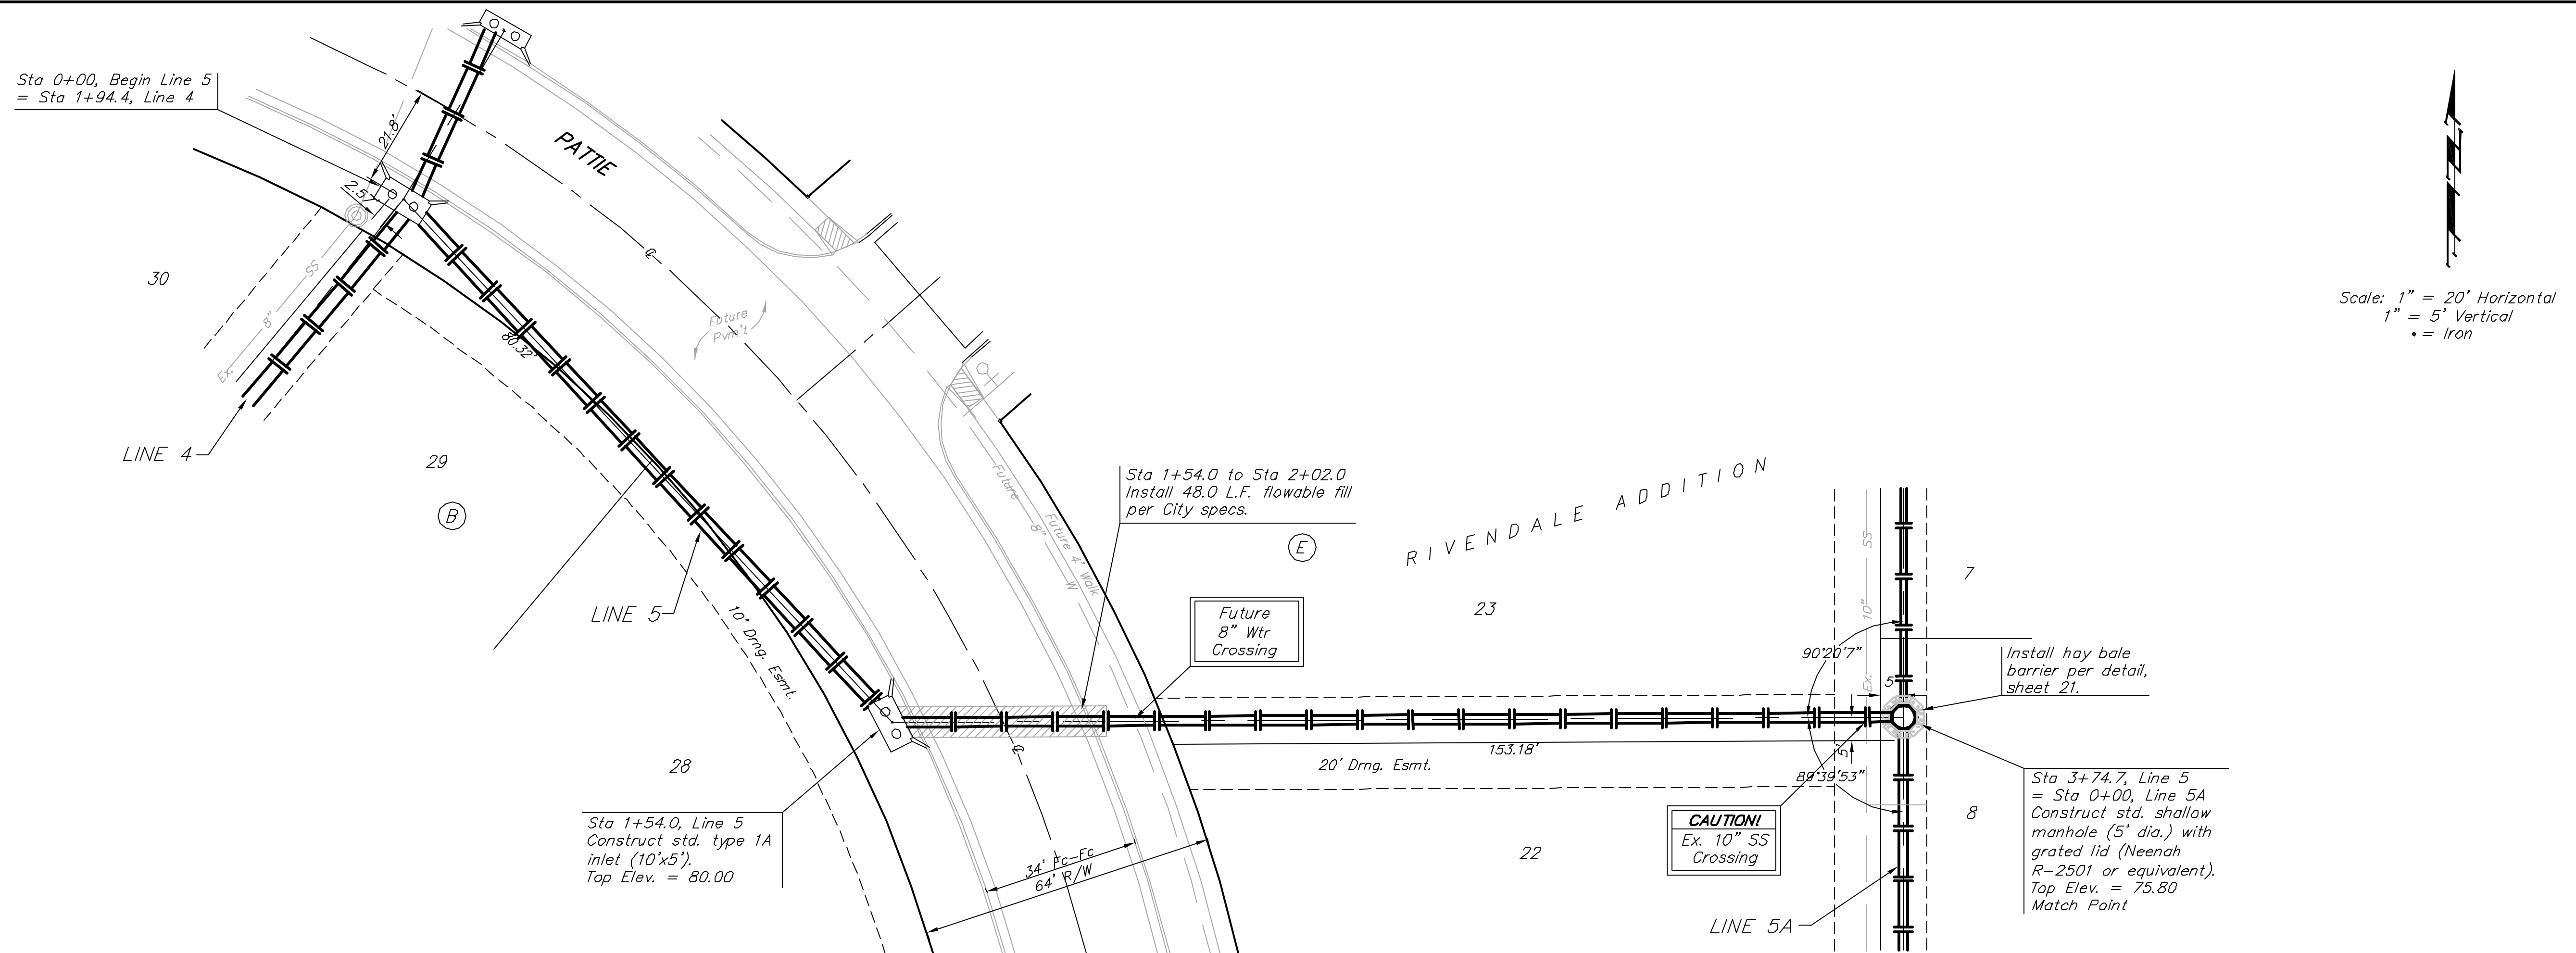 Sta 0+00, Begin Line 5
= Sta 1+94.4, Line 4
21.8'
2.5'
PATTIE
℄
30
SS
8"
Ex.
LINE 4
29
B
80.32'
Future
Pvm't
LINE 5
10' Drng. Esmt.
28
Sta 1+54.0, Line 5
Construct std. type 1A
inlet (10'x5').
Top Elev. = 80.00
℄
34' Fc-Fc
64' R/W
Future
8"
W
Future 4' Walk
Sta 1+54.0 to Sta 2+02.0
Install 48.0 L.F. flowable fill
per City specs.
E
Future
8" Wtr
Crossing
RIVENDALE ADDITION
23
153.18'
20' Drng. Esmt.
22
SS
10"
Ex.
90°20'7"
5'
5'
89°39'53"
7
8
Install hay bale
barrier per detail,
sheet 21.
CAUTION!
Ex. 10" SS
Crossing
LINE 5A
Sta 3+74.7, Line 5
= Sta 0+00, Line 5A
Construct std. shallow
manhole (5' dia.) with
grated lid (Neenah
R-2501 or equivalent).
Top Elev. = 75.80
Match Point
Scale: 1" = 20' Horizontal
1" = 5' Vertical
• = Iron